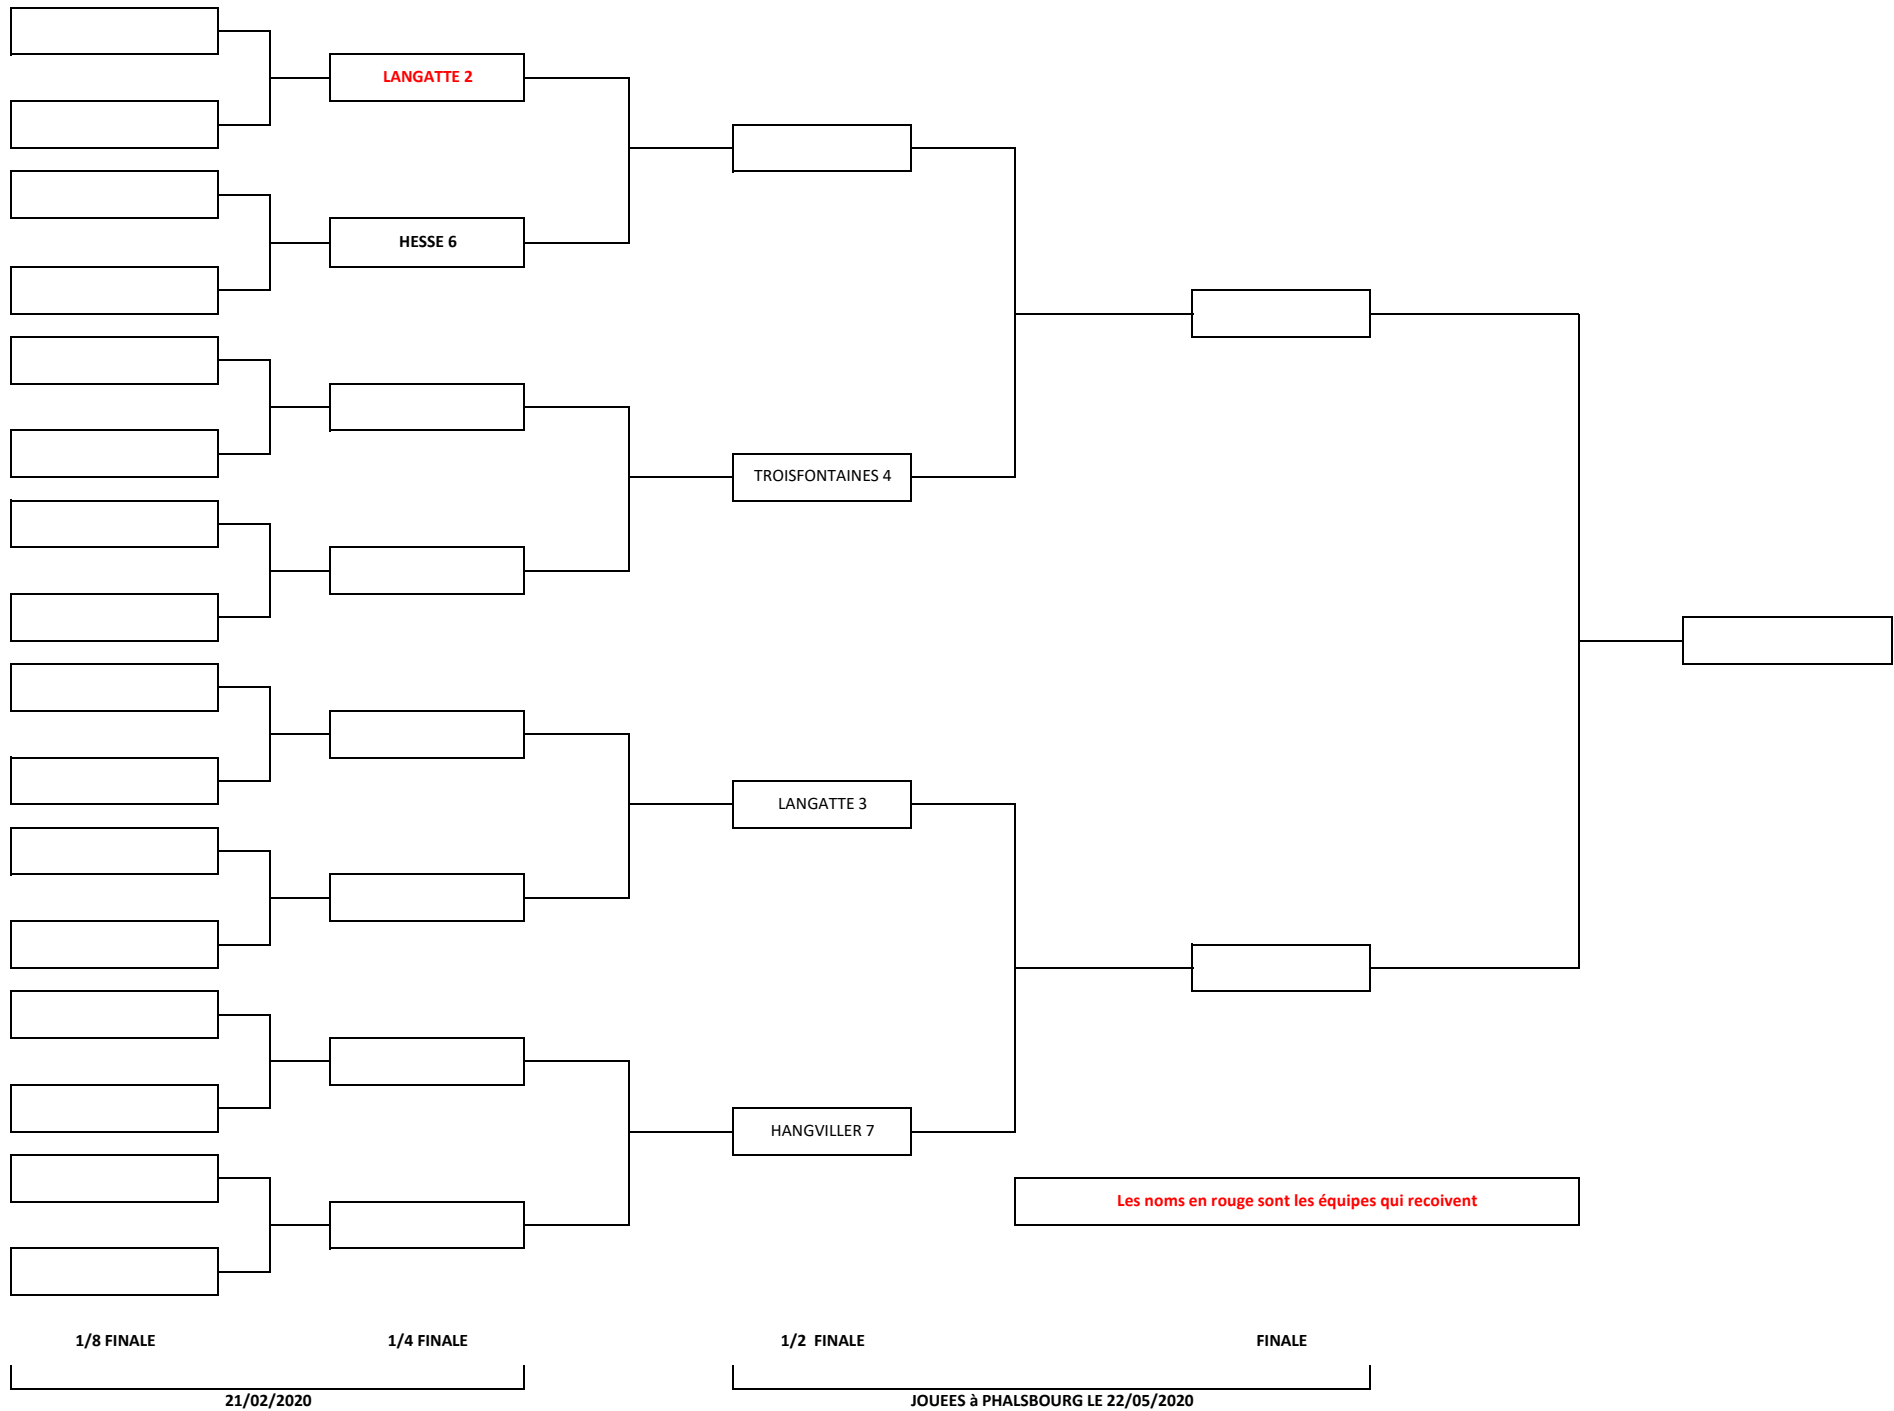 LANGATTE 2
HESSE 6
TROISFONTAINES 4
LANGATTE 3
HANGVILLER 7
Les noms en rouge sont les équipes qui recoivent
1/8 FINALE
1/4 FINALE
1/2 FINALE
FINALE
21/02/2020
JOUEES à PHALSBOURG LE 22/05/2020